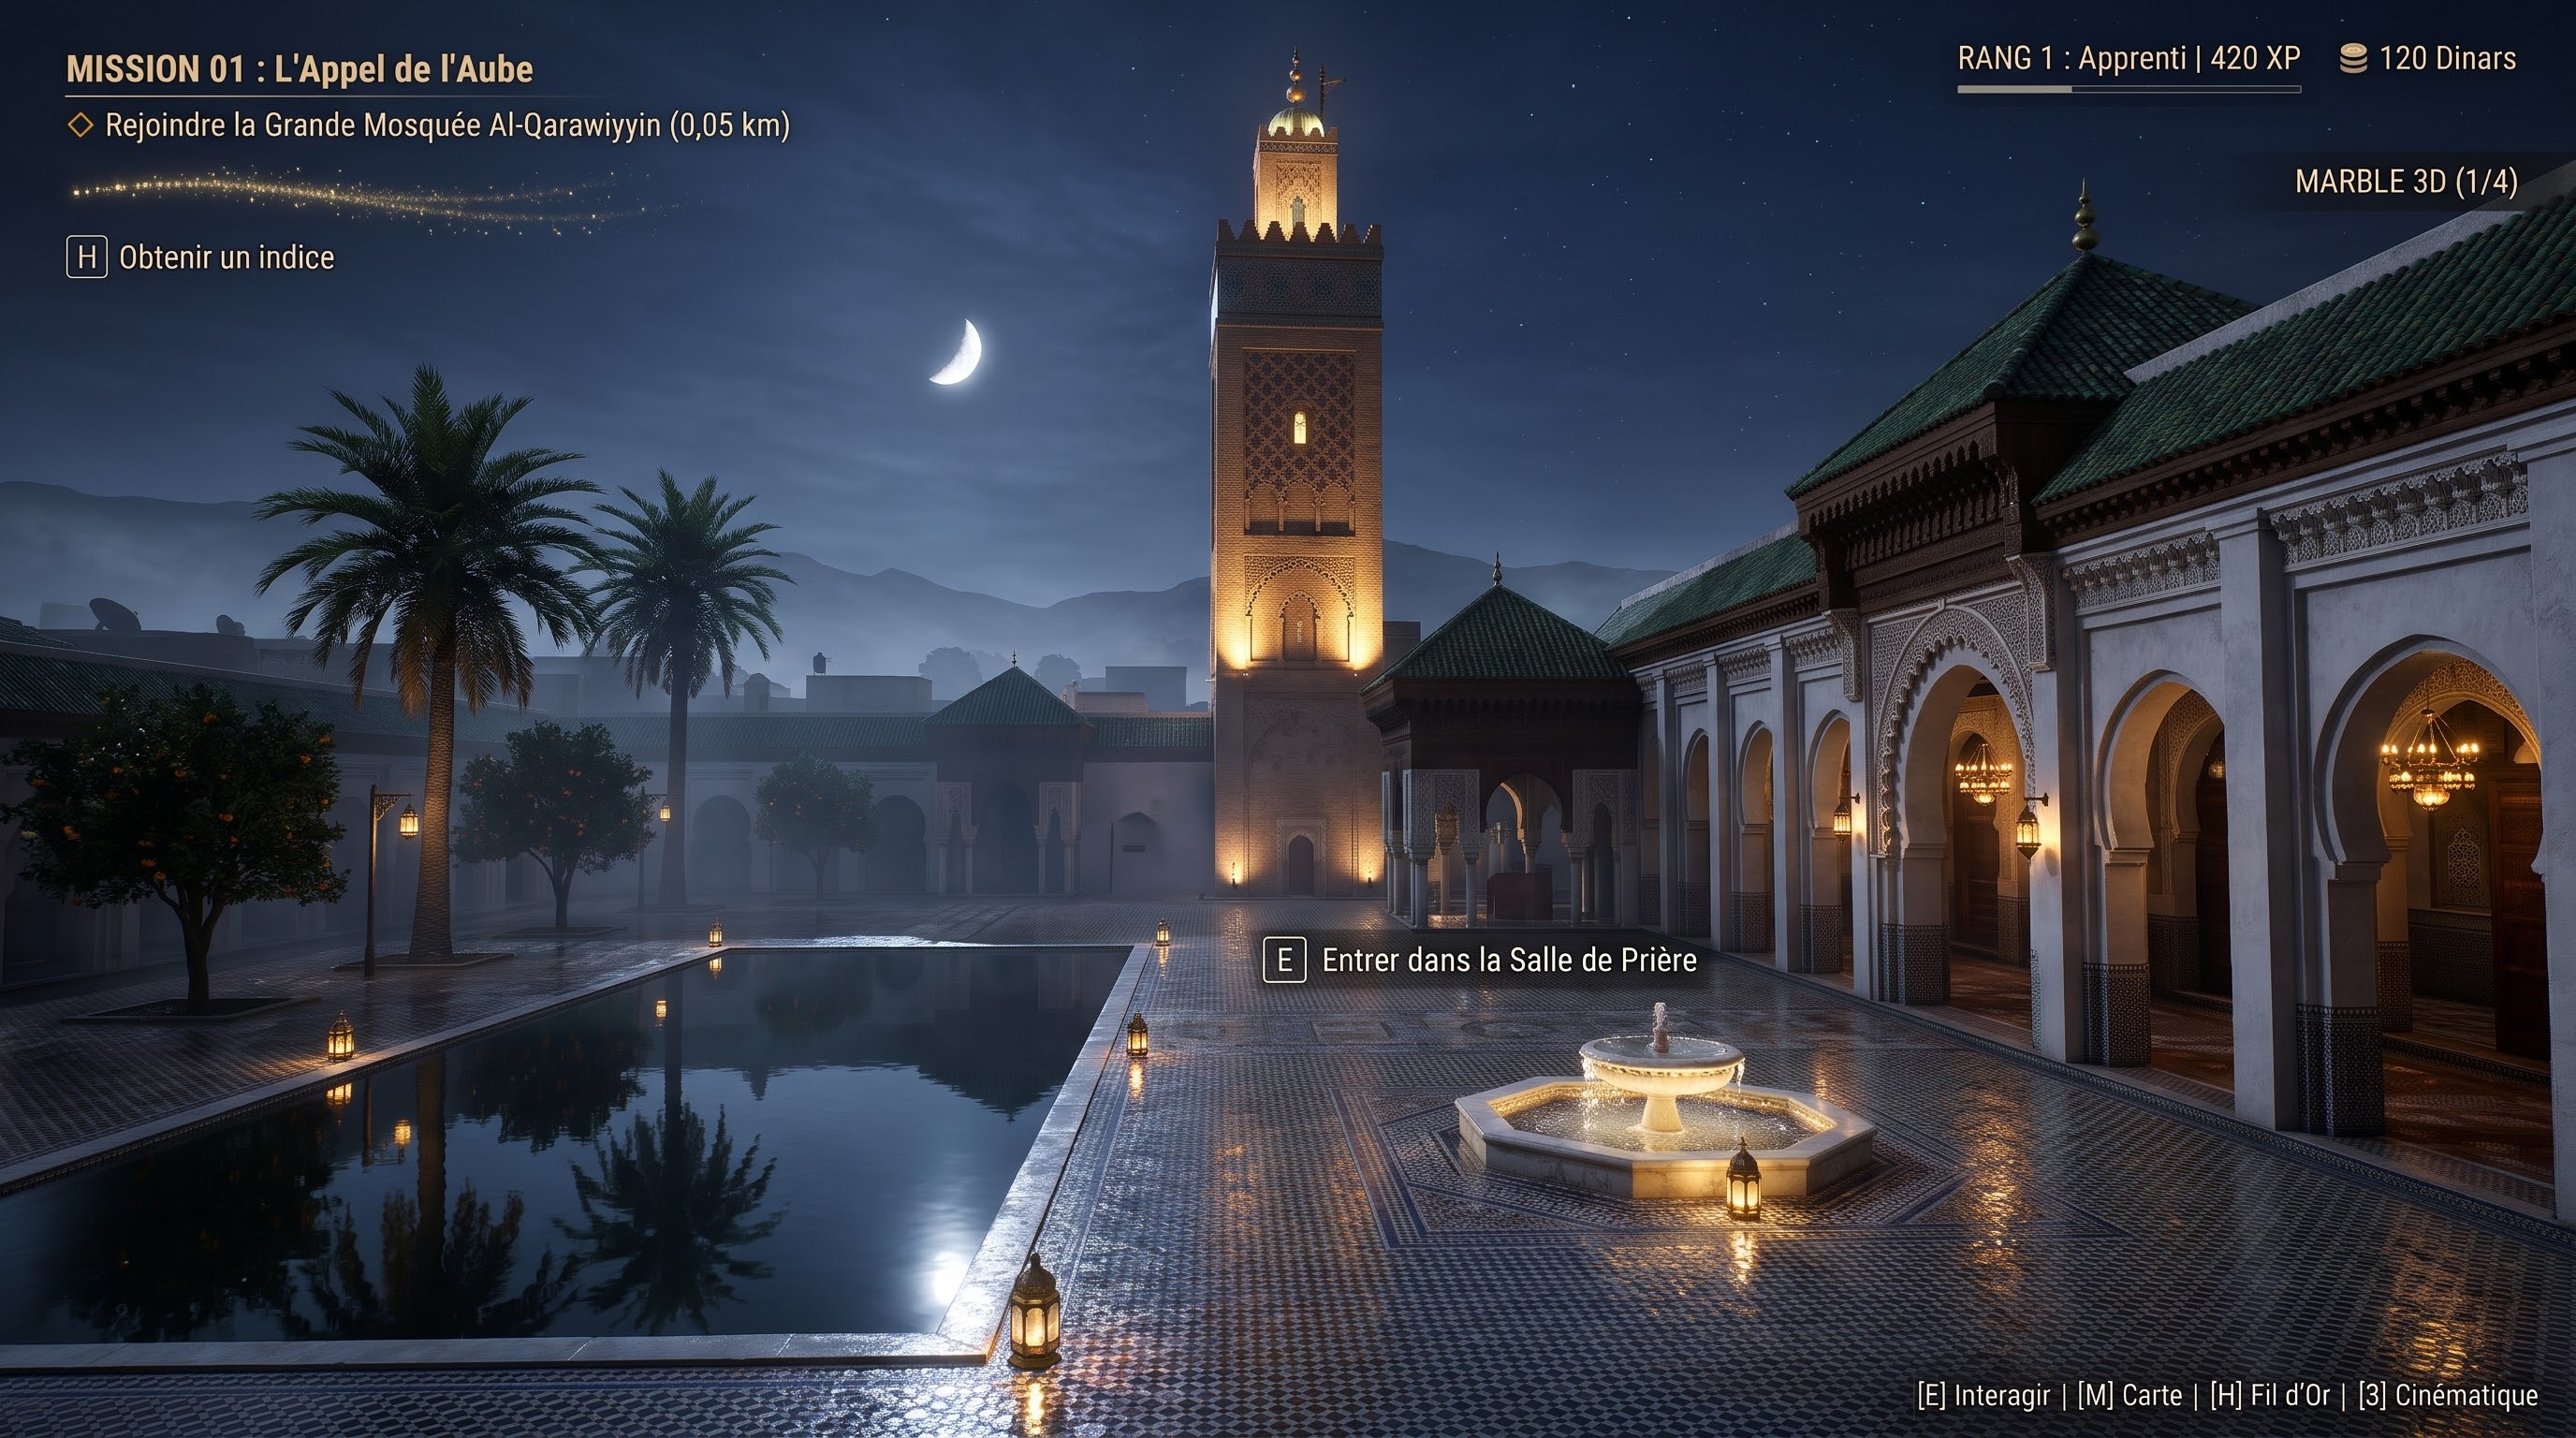 MISSION 01 : L'Appel de l'Aube
Rejoindre la Grande Mosquée Al-Qarawiyyin (0,05 km)
H Obtenir un indice
RANG 1 : Apprenti | 420 XP
120 Dinars
MARBLE 3D (1/4)
E Entrer dans la Salle de Prière
[E] Interagir | [M] Carte | [H] Fil d’Or | [3] Cinématique